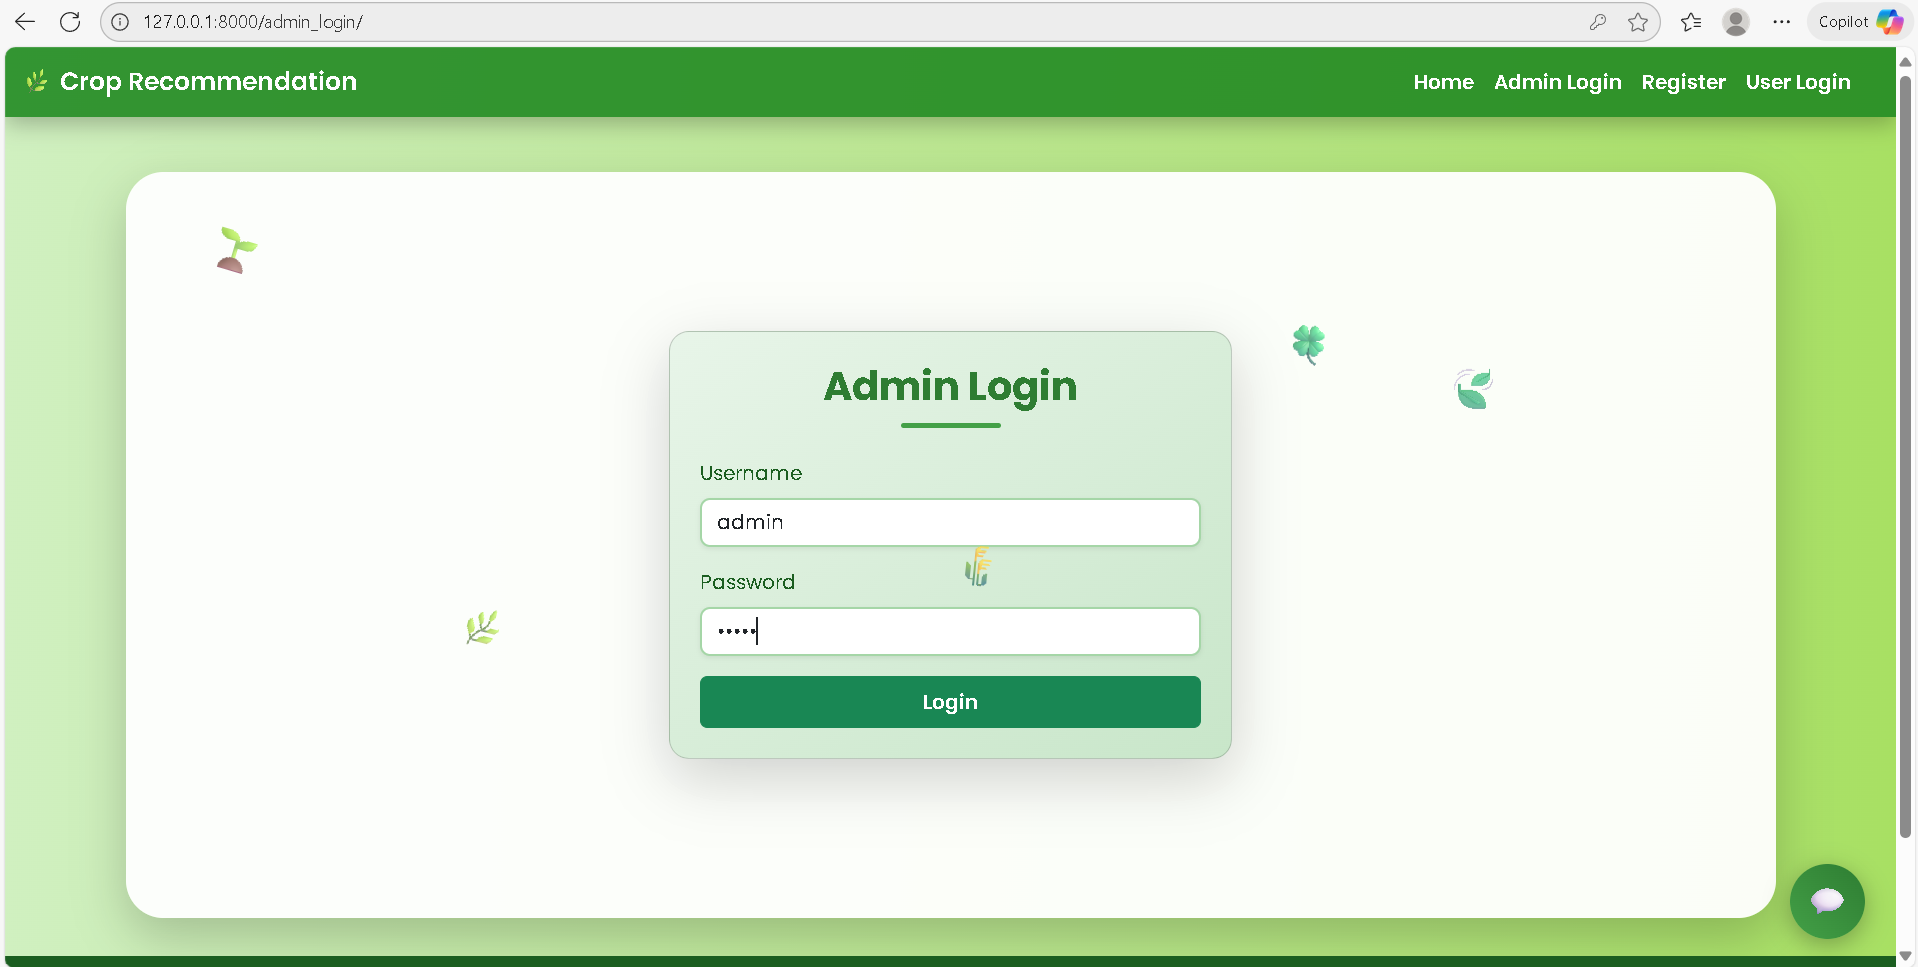 127.0.0.1:8000/admin_login/
Copilot
Crop Recommendation
Home Admin Login Register User Login
Admin Login
Username
admin
Password
•••••
Login